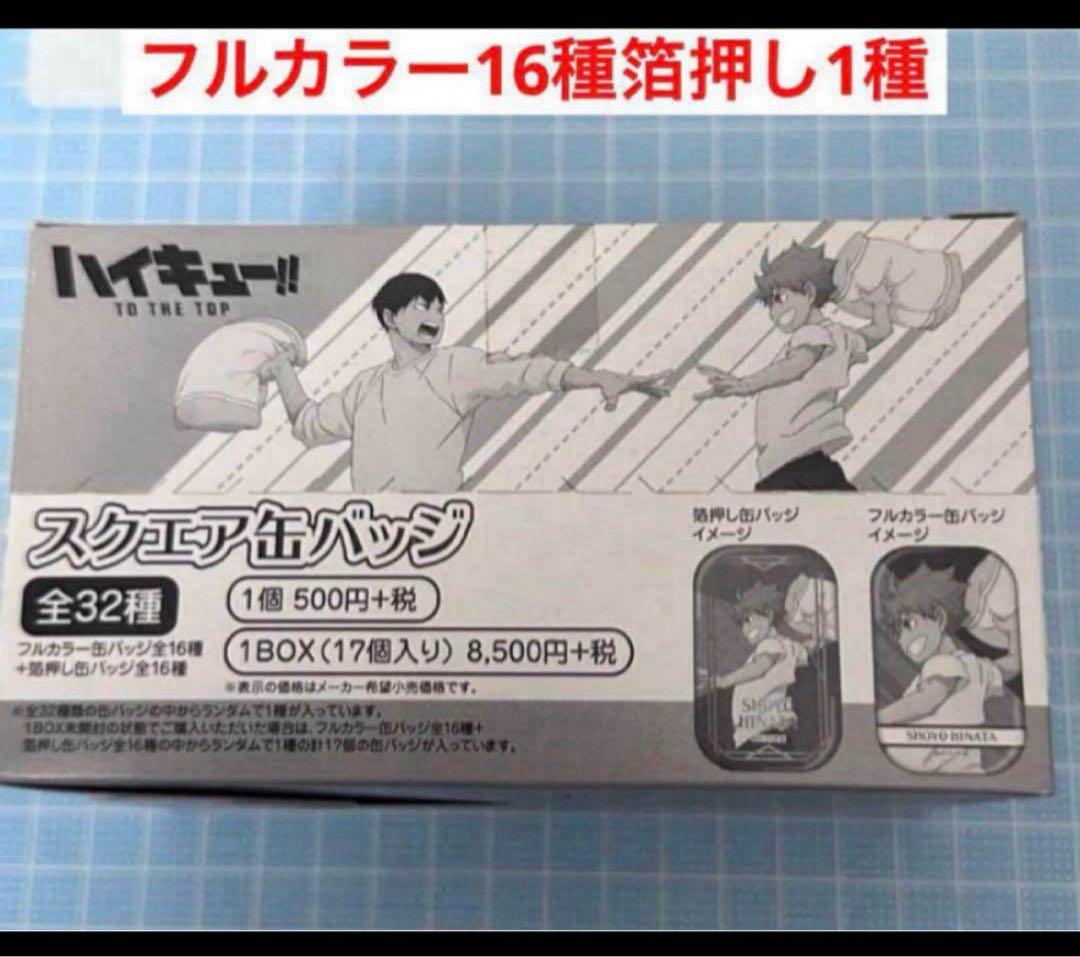 フルカラー16種箔押し1種
ハイキュー!!
TO THE TOP
スクエア缶バッジ
全32種
フルカラー缶バッジ全16種
+箔押し缶バッジ全16種
1個 500円+税
1BOX(17個入り) 8,500円+税
※表示の価格はメーカー希望小売価格です。
※全32種類の缶バッジの中からランダムで1種が入っています。
1BOX未開封の状態でご購入いただいた場合は、フルカラー缶バッジ全16種+
箔押し缶バッジ全16種の中からランダムで1種の計17個の缶バッジが入っています。
箔押し缶バッジ
イメージ
SHOYO
HINATA
フルカラー缶バッジ
イメージ
SHOYO HINATA